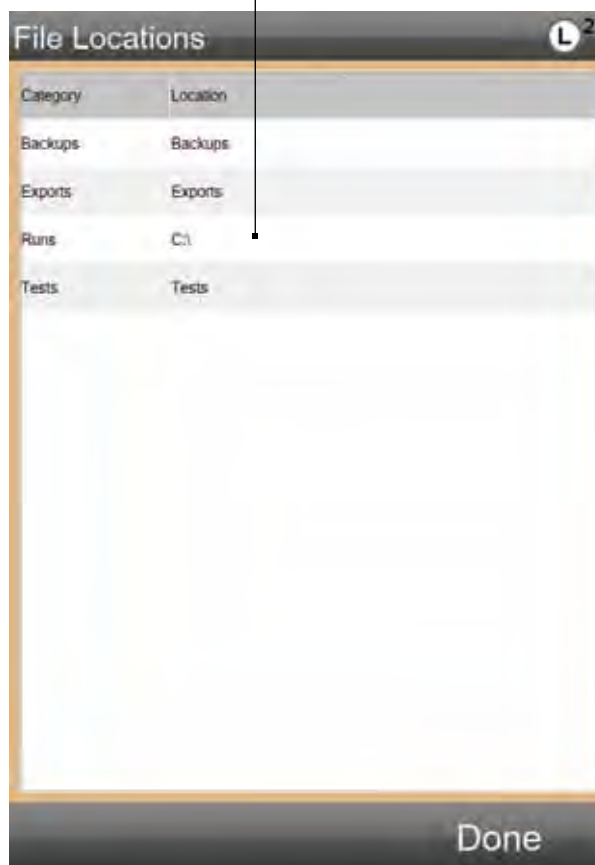 File Locations L 2
Category Location
Backups Backups
Exports Exports
Runs C:\
Tests Tests
Done